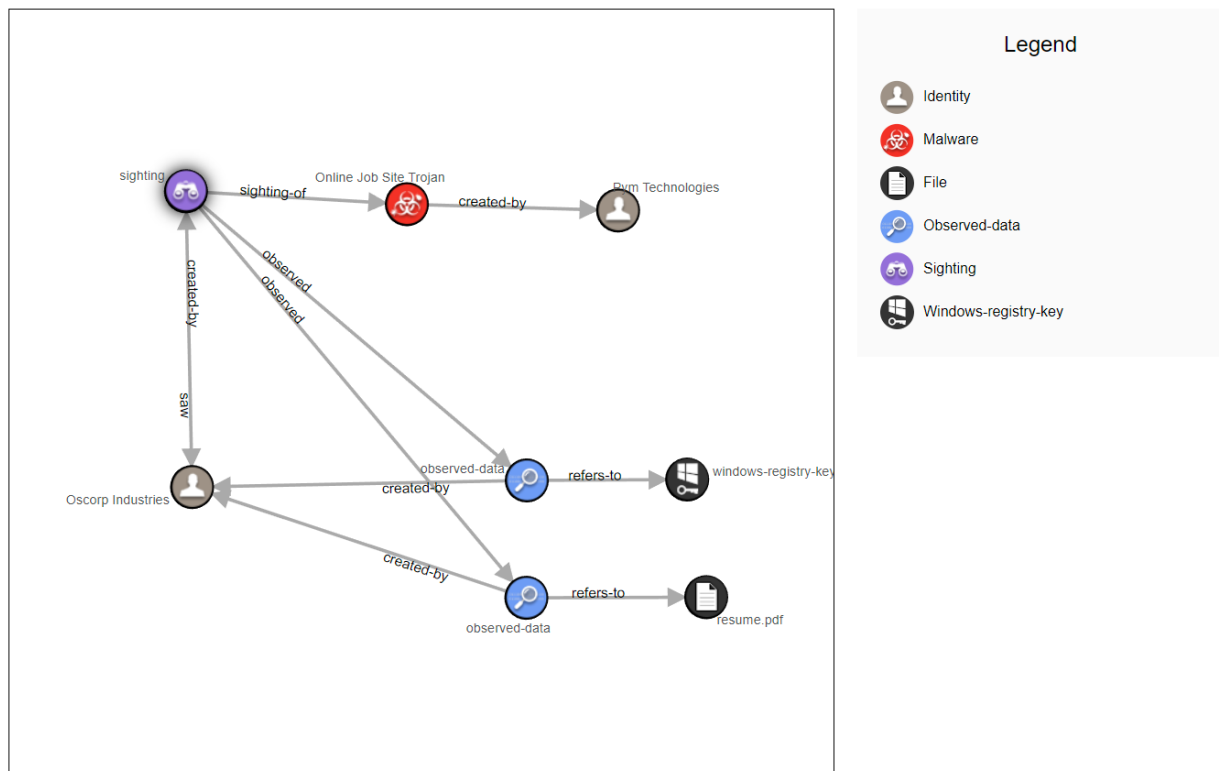 Legend
Identity
Malware
File
Observed-data
Sighting
Windows-registry-key
sighting
sighting-of
Online Job Site Trojan
created-by
Pym Technologies
observed
observed
created-by
saw
Oscorp Industries
observed-data
created-by
refers-to
windows-registry-key
created-by
observed-data
refers-to
resume.pdf